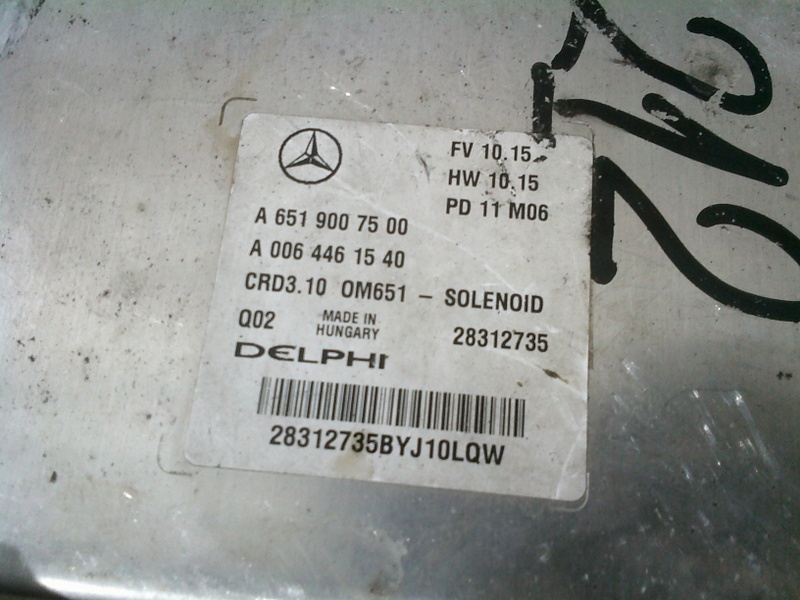 FV 10.15
HW 10.15
PD 11 M06
A 651 900 75 00
A 006 446 15 40
CRD3.10 OM651 - SOLENOID
Q02
MADE IN
HUNGARY
28312735
DELPHI
28312735BYJ10LQW